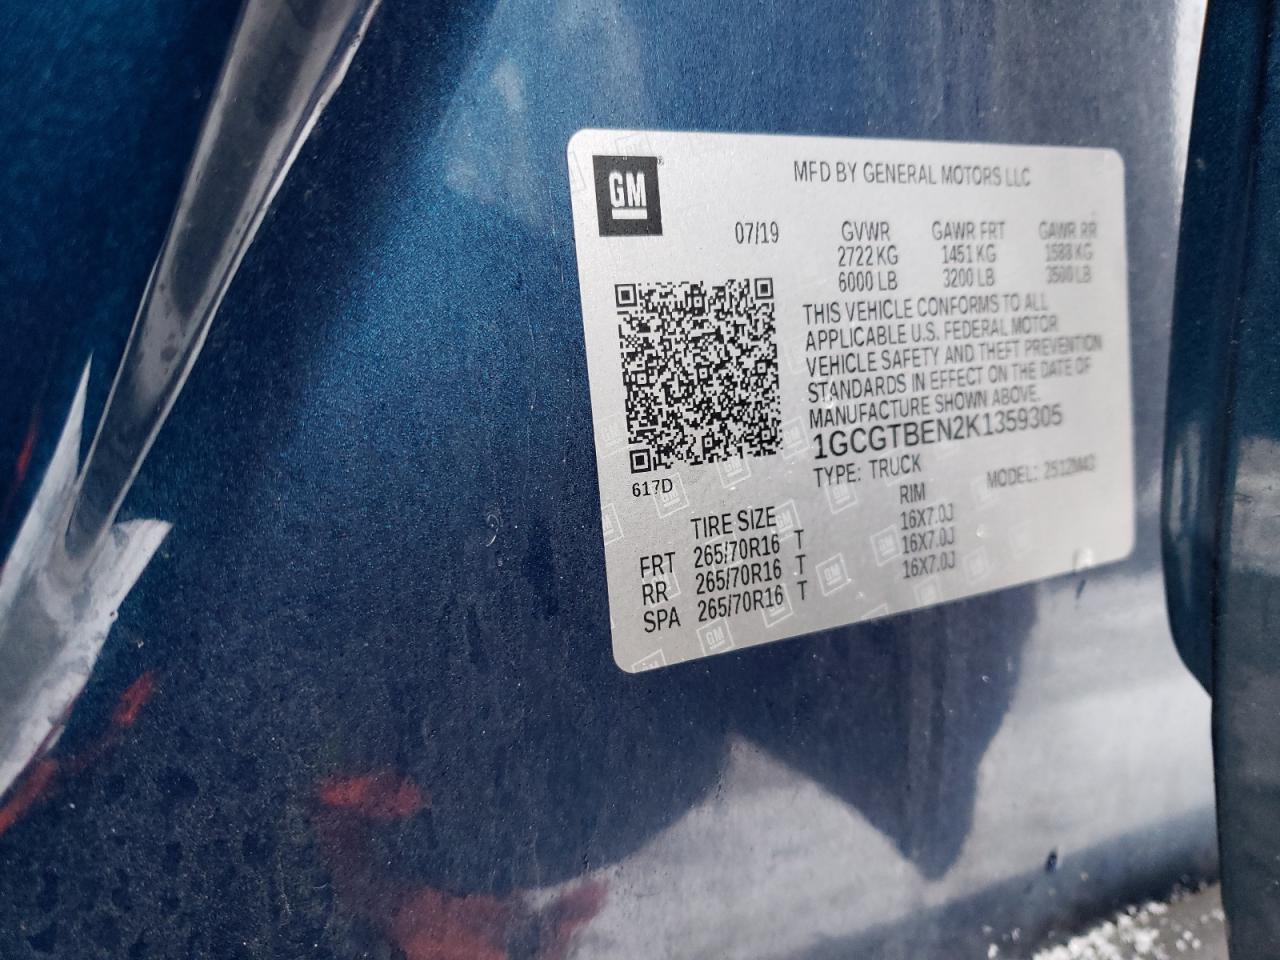 GM
MFD BY GENERAL MOTORS LLC
07/19 GVWR GAWR FRT GAWR RR
2722 KG 1451 KG 1588 KG
6000 LB 3200 LB 3500 LB
THIS VEHICLE CONFORMS TO ALL
APPLICABLE U.S. FEDERAL MOTOR
VEHICLE SAFETY AND THEFT PREVENTION
STANDARDS IN EFFECT ON THE DATE OF
MANUFACTURE SHOWN ABOVE.
1GCGTBEN2K1359305
TYPE: TRUCK MODEL:
617D
TIRE SIZE RIM
FRT 265/70R16 T 16X7.0J
RR 265/70R16 T 16X7.0J
SPA 265/70R16 T 16X7.0J